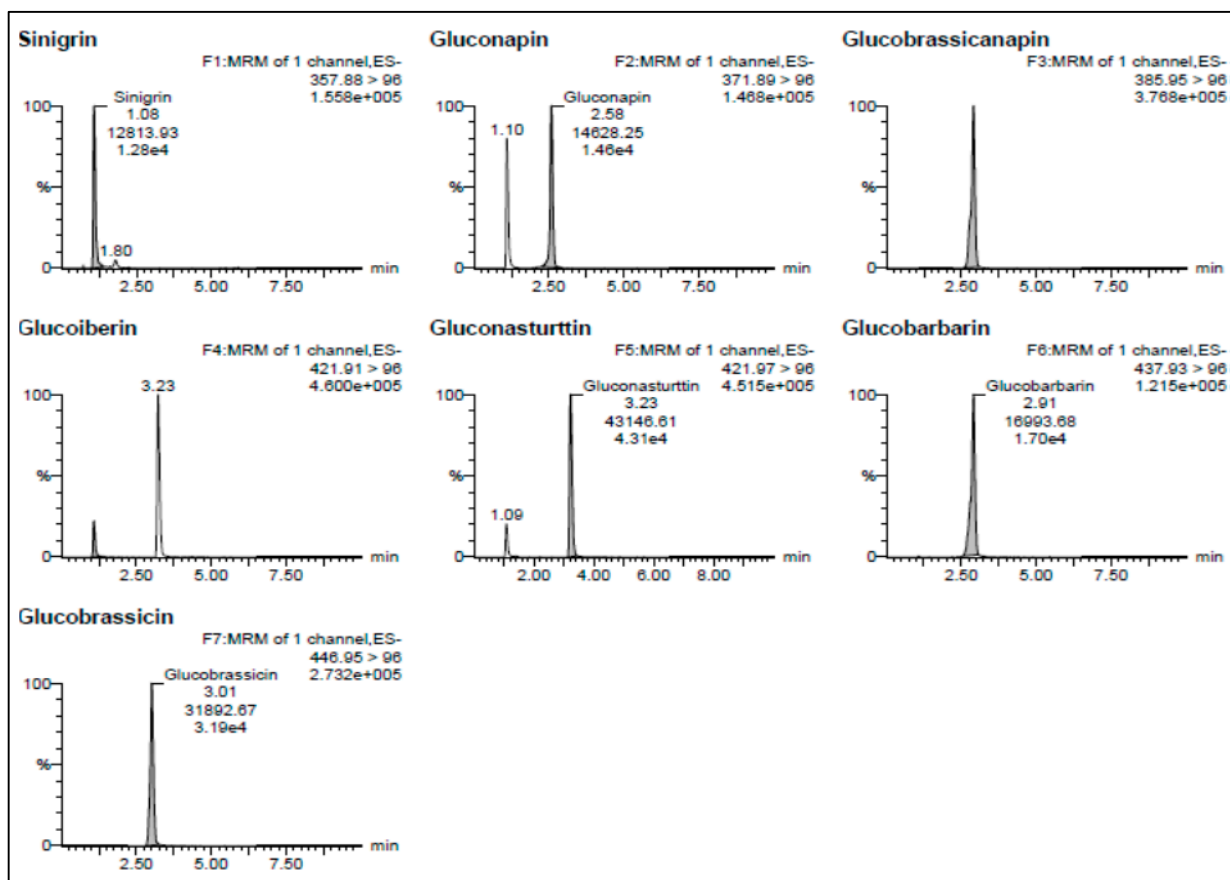 Sinigrin
F1:MRM of 1 channel,ES-
357.88 > 96
1.558e+005
100
Sinigrin
1.08
12813.93
1.28e4
%
1.80
0
min
2.50 5.00 7.50
Gluconapin
F2:MRM of 1 channel,ES-
371.89 > 96
1.468e+005
100
1.10
Gluconapin
2.58
14628.25
1.46e4
%
0
min
2.50 5.00 7.50
Glucobrassicanapin
F3:MRM of 1 channel,ES-
385.95 > 96
3.768e+005
100
%
0
min
2.50 5.00 7.50
Glucoiberin
F4:MRM of 1 channel,ES-
421.91 > 96
4.600e+005
3.23
100
%
0
min
2.50 5.00 7.50
Gluconasturttin
F5:MRM of 1 channel,ES-
421.97 > 96
4.515e+005
100
Gluconasturttin
3.23
43146.61
4.31e4
%
1.09
0
min
2.00 4.00 6.00 8.00
Glucobarbarin
F6:MRM of 1 channel,ES-
437.93 > 96
1.215e+005
100
Glucobarbarin
2.91
16993.68
1.70e4
%
0
min
2.50 5.00 7.50
Glucobrassicin
F7:MRM of 1 channel,ES-
446.95 > 96
2.732e+005
100
Glucobrassicin
3.01
31892.67
3.19e4
%
0
min
2.50 5.00 7.50